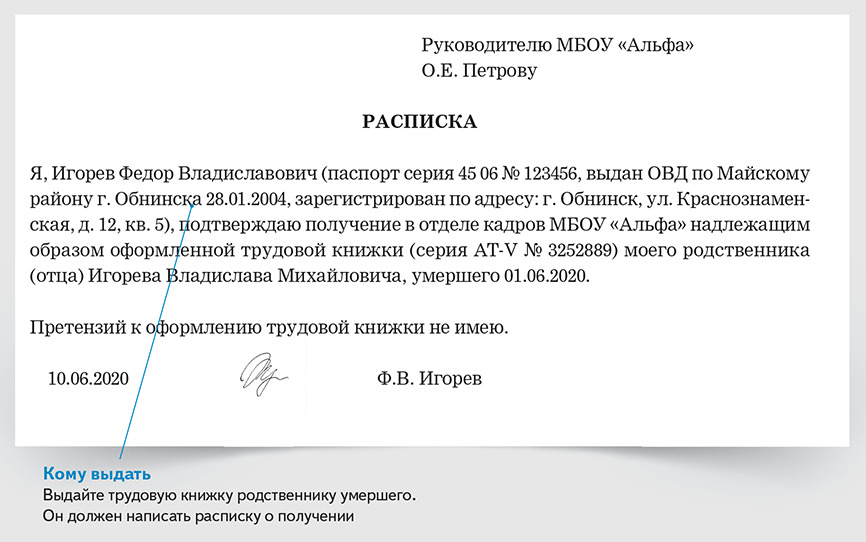 Руководителю МБОУ «Альфа»
О.Е. Петрову
РАСПИСКА
Я, Игорев Федор Владиславович (паспорт серия 45 06 № 123456, выдан ОВД по Майскому
району г. Обнинска 28.01.2004, зарегистрирован по адресу: г. Обнинск, ул. Краснознамен-
ская, д. 12, кв. 5), подтверждаю получение в отделе кадров МБОУ «Альфа» надлежащим
образом оформленной трудовой книжки (серия AT-V № 3252889) моего родственника
(отца) Игорева Владислава Михайловича, умершего 01.06.2020.
Претензий к оформлению трудовой книжки не имею.
10.06.2020 Ф.В. Игорев
Кому выдать
Выдайте трудовую книжку родственнику умершего.
Он должен написать расписку о получении